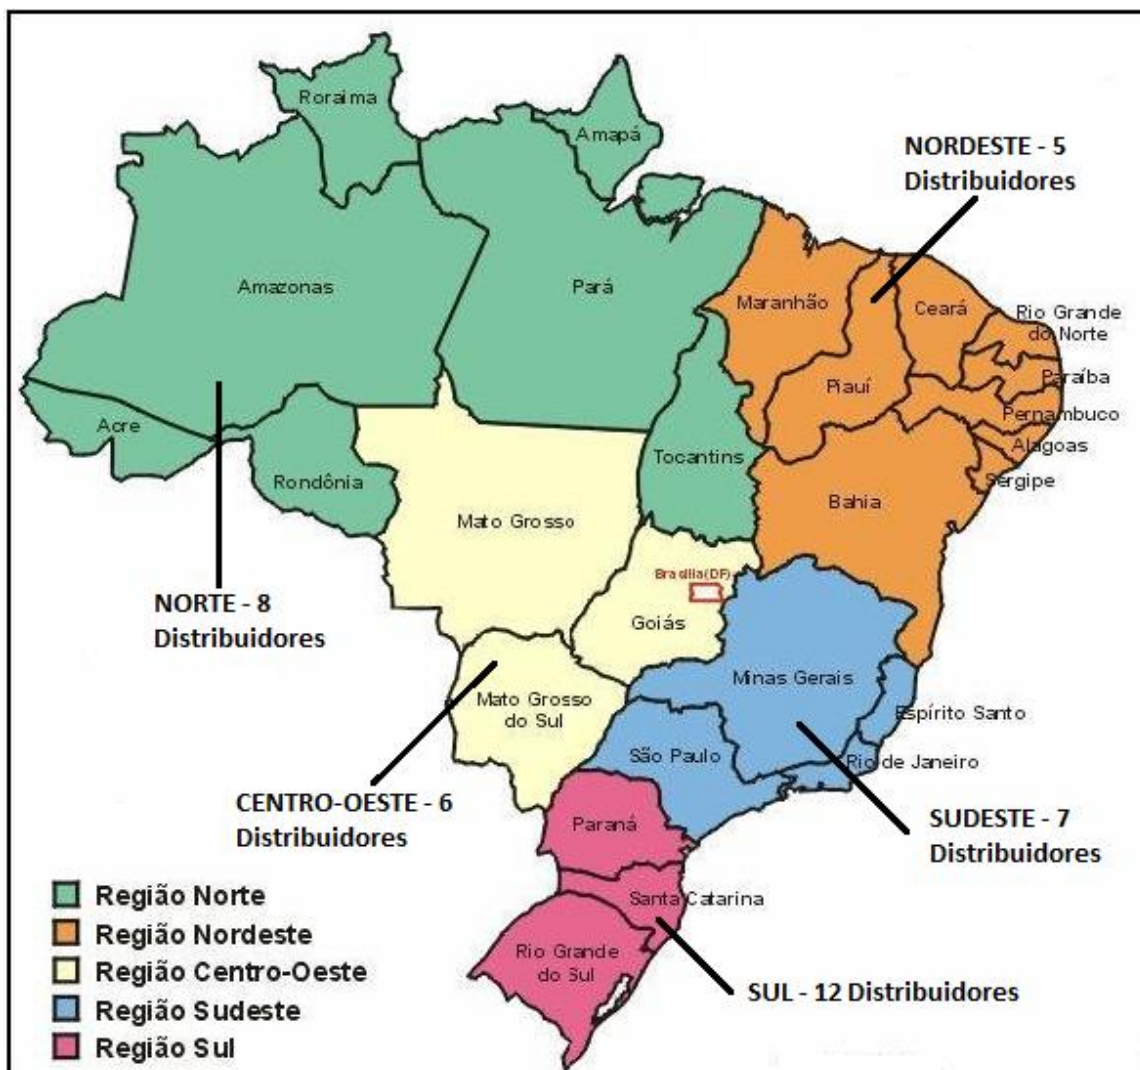 Roraima
Amapá
NORDESTE - 5
Distribuidores
Amazonas
Pará
Maranhão
Ceará
Rio Grande
do Norte
Piauí
Paraíba
Pernambuco
Acre
Alagoas
Tocantins
Sergipe
Rondônia
Bahia
Mato Grosso
Brasília(DF)
NORTE - 8
Distribuidores
Goiás
Minas Gerais
Mato Grosso
do Sul
Espírito Santo
São Paulo
Rio de Janeiro
CENTRO-OESTE - 6
Distribuidores
SUDESTE - 7
Distribuidores
Paraná
Santa Catarina
Rio Grande
do Sul
SUL - 12 Distribuidores
Região Norte
Região Nordeste
Região Centro-Oeste
Região Sudeste
Região Sul